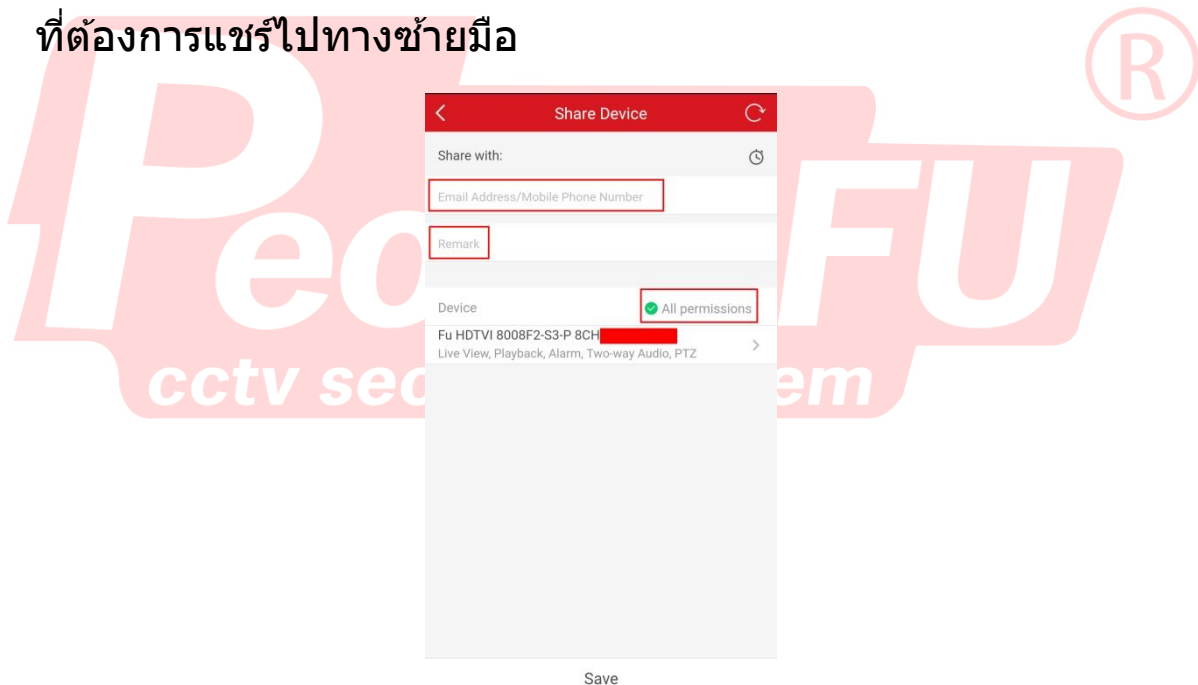 ที่ต้องการแชร์ไปทางซ้ายมือ
®
Share Device
Share with:
Email Address/Mobile Phone Number
Remark
Device
All permissions
Fu HDTVI 8008F2-S3-P 8CH
Live View, Playback, Alarm, Two-way Audio, PTZ
FU
cctv
Save